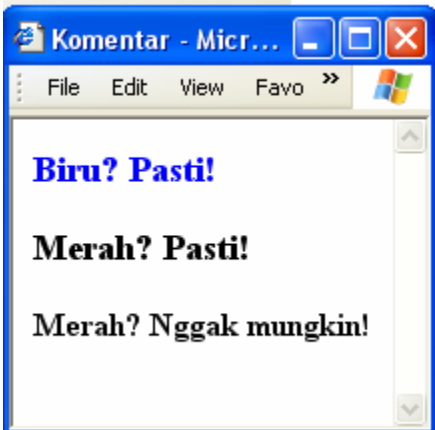 Komentar - Micr...
File Edit View Favo »
Biru? Pasti!
Merah? Pasti!
Merah? Nggak mungkin!